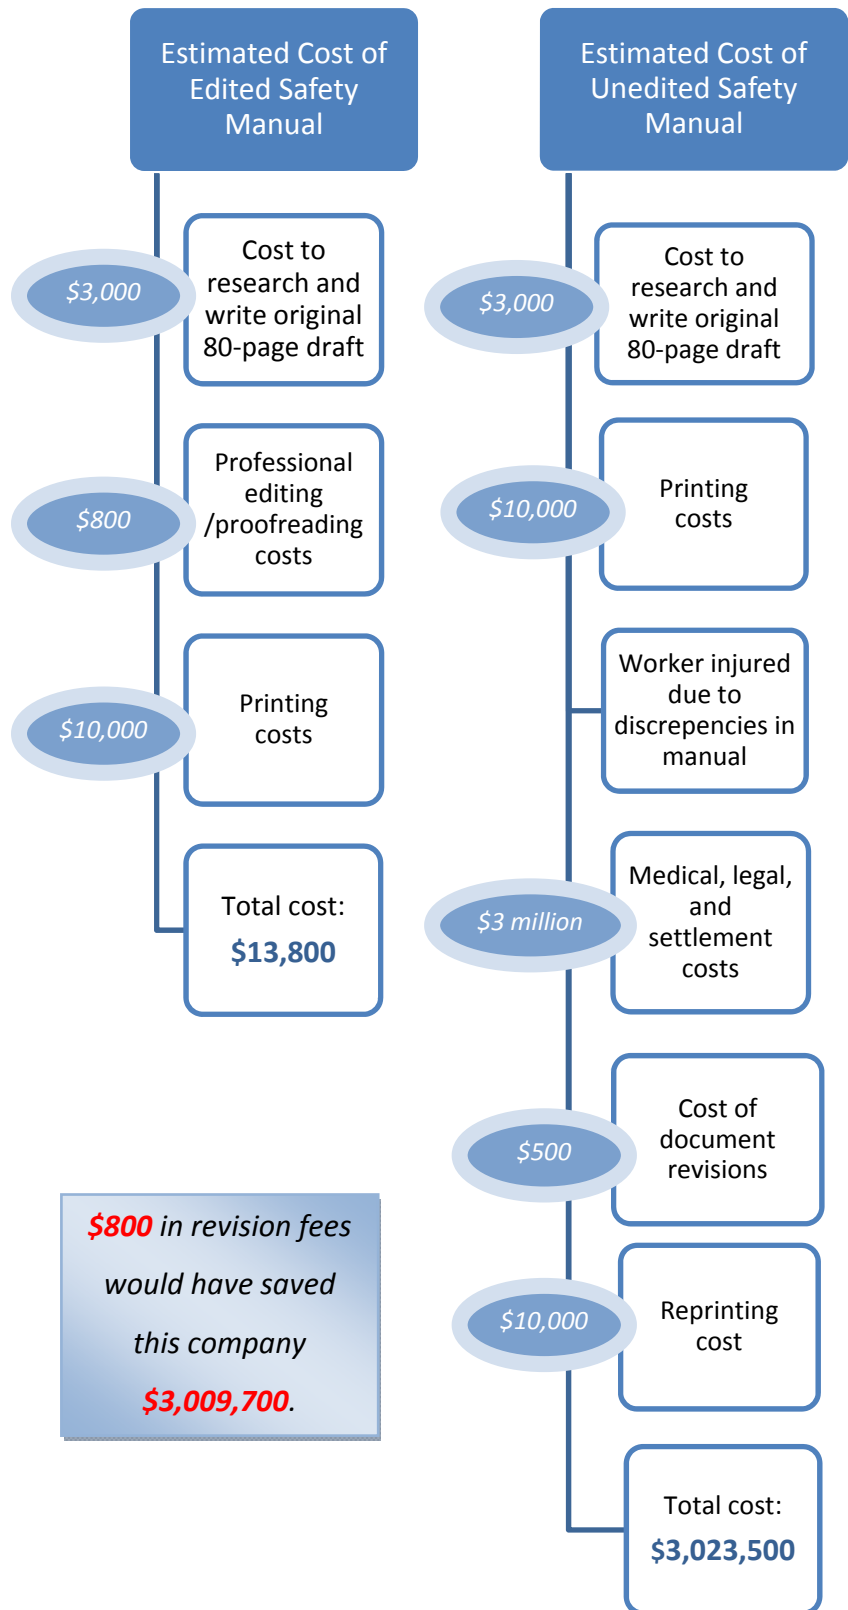 Estimated Cost of
Edited Safety
Manual
$3,000
Cost to
research and
write original
80-page draft
$800
Professional
editing
/proofreading
costs
$10,000
Printing
costs
Total cost:
$13,800
$800 in revision fees
would have saved
this company
$3,009,700.
Estimated Cost of
Unedited Safety
Manual
$3,000
Cost to
research and
write original
80-page draft
$10,000
Printing
costs
Worker injured
due to
discrepencies in
manual
$3 million
Medical, legal,
and
settlement
costs
$500
Cost of
document
revisions
$10,000
Reprinting
cost
Total cost:
$3,023,500